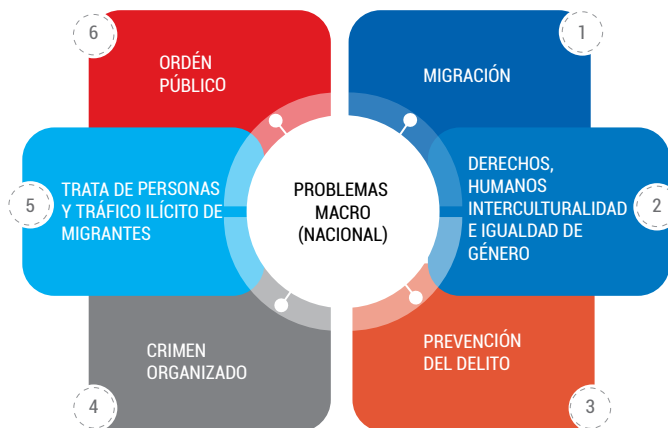 6
ORDÉN
PÚBLICO
1
MIGRACIÓN
5
TRATA DE PERSONAS
Y TRÁFICO ILÍCITO DE
MIGRANTES
PROBLEMAS
MACRO
(NACIONAL)
DERECHOS,
HUMANOS
INTERCULTURALIDAD
E IGUALDAD DE
GÉNERO
2
CRIMEN
ORGANIZADO
4
PREVENCIÓN
DEL DELITO
3